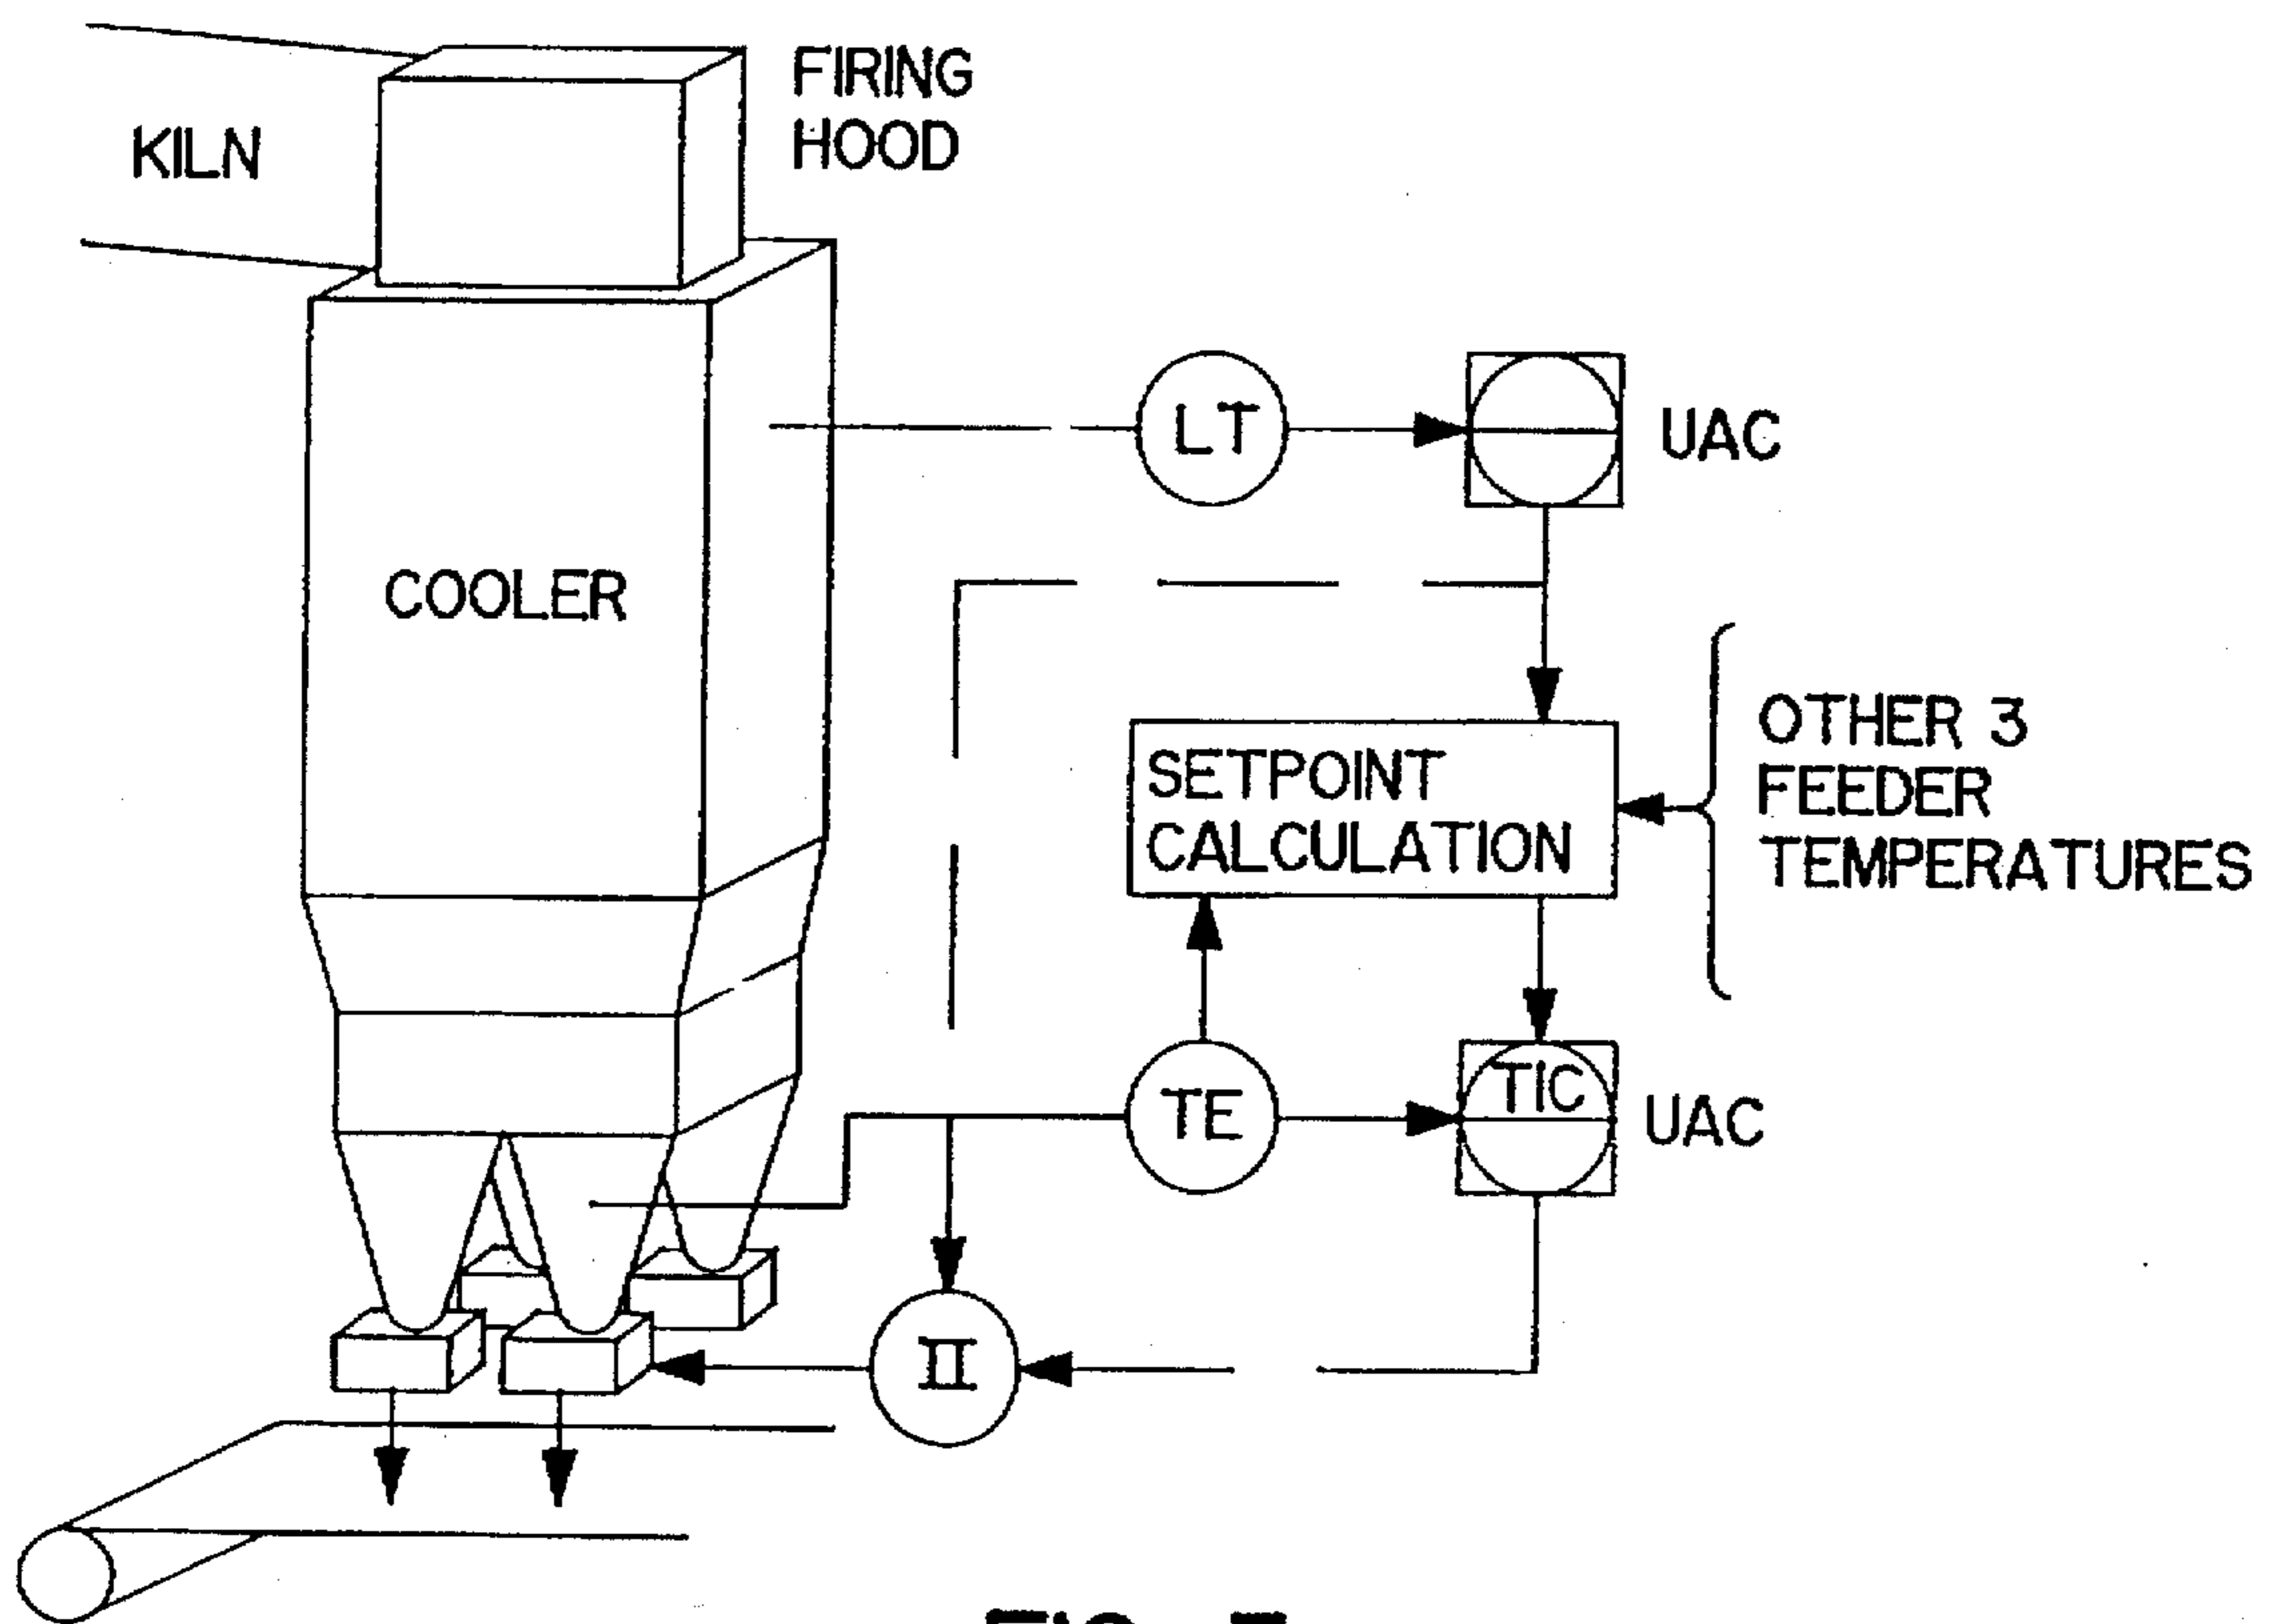 FIRING
HOOD
KILN
LT
UAC
COOLER
OTHER 3
FEEDER
TEMPERATURES
SETPOINT
CALCULATION
TIC
TE
UAC
II